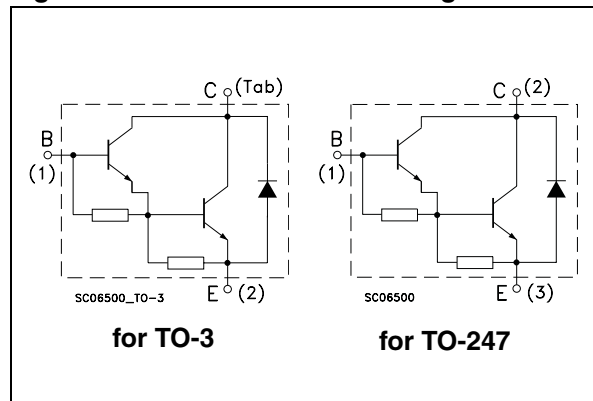 C (Tab)
B
(1)
E (2)
SC06500_TO-3
for TO-3
C (2)
B
(1)
E (3)
SC06500
for TO-247